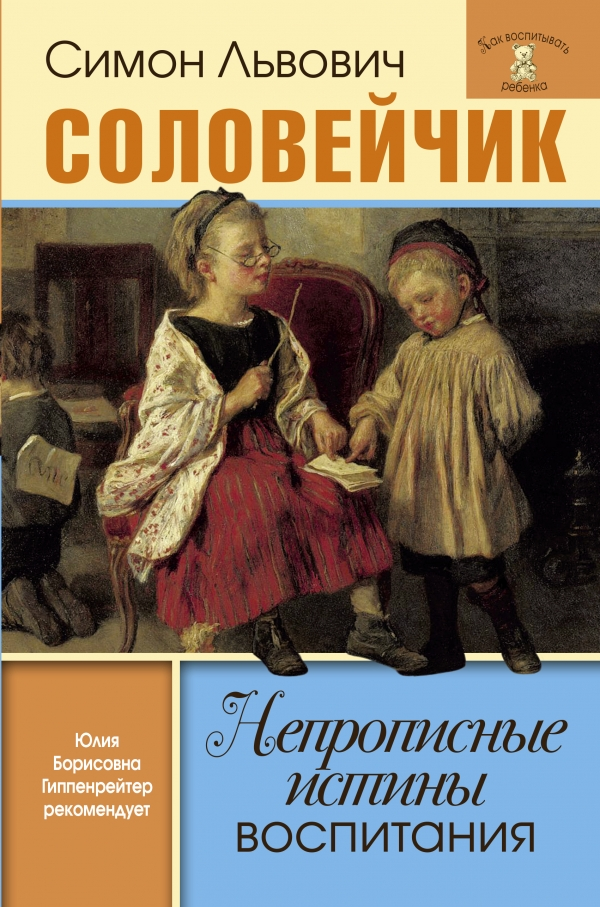 Симон Львович
СОЛОВЕЙЧИК
Как воспитывать
ребенка
Юлия
Борисовна
Гиппенрейтер
рекомендует
Непрописные
истины
воспитания